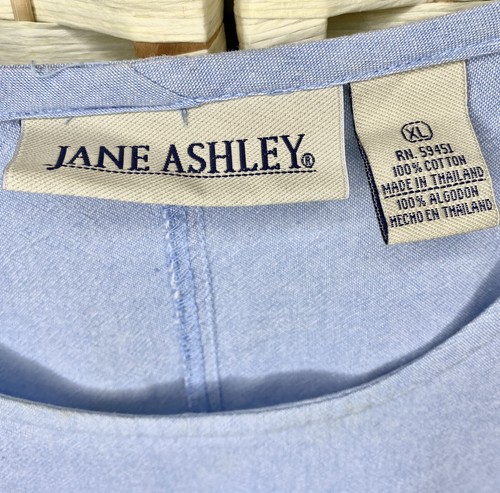 JANE ASHLEY®
XL
RN. 59451
100% COTTON
MADE IN THAILAND
100% ALGODON
HECHO EN THAILAND